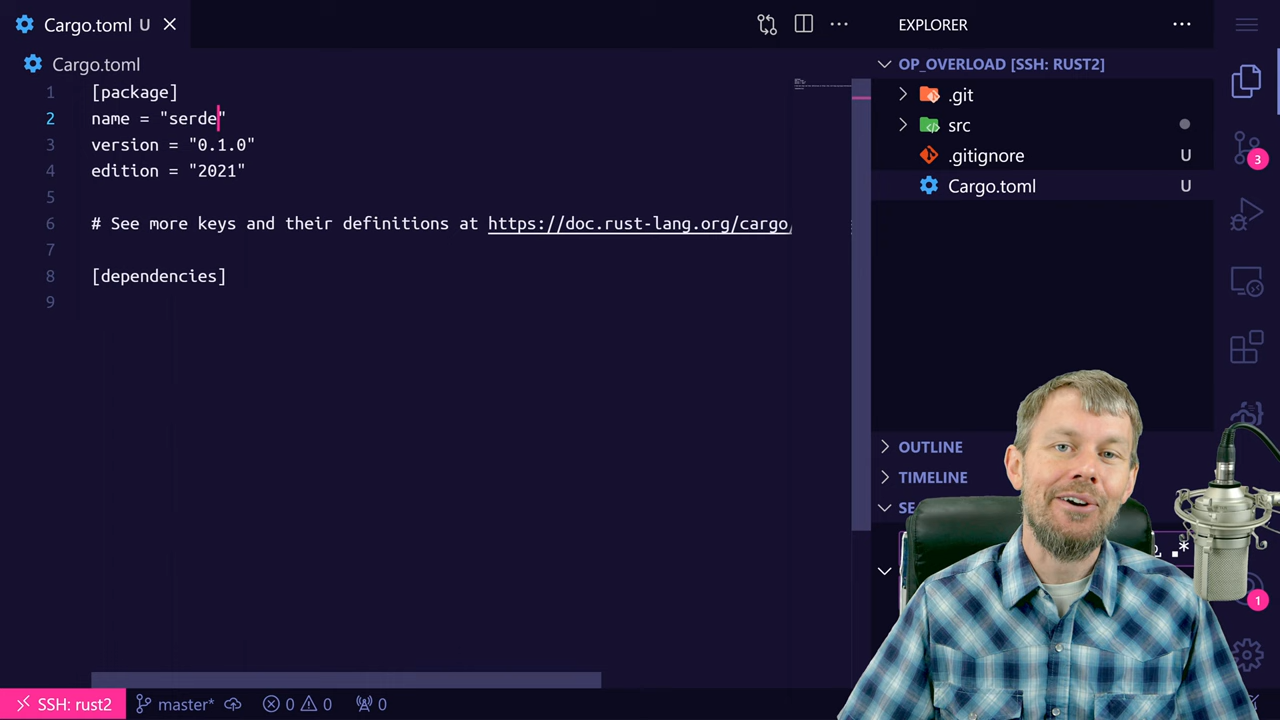 Cargo.toml U
EXPLORER
Cargo.toml
OP_OVERLOAD [SSH: RUST2]
1 [package]
2 name = "serde"
3 version = "0.1.0"
4 edition = "2021"
5
6 # See more keys and their definitions at https://doc.rust-lang.org/cargo/
7
8 [dependencies]
9
.git
src
.gitignore U
Cargo.toml U
3
OUTLINE
TIMELINE
SE
.*
1
SSH: rust2
master*
0
0
0